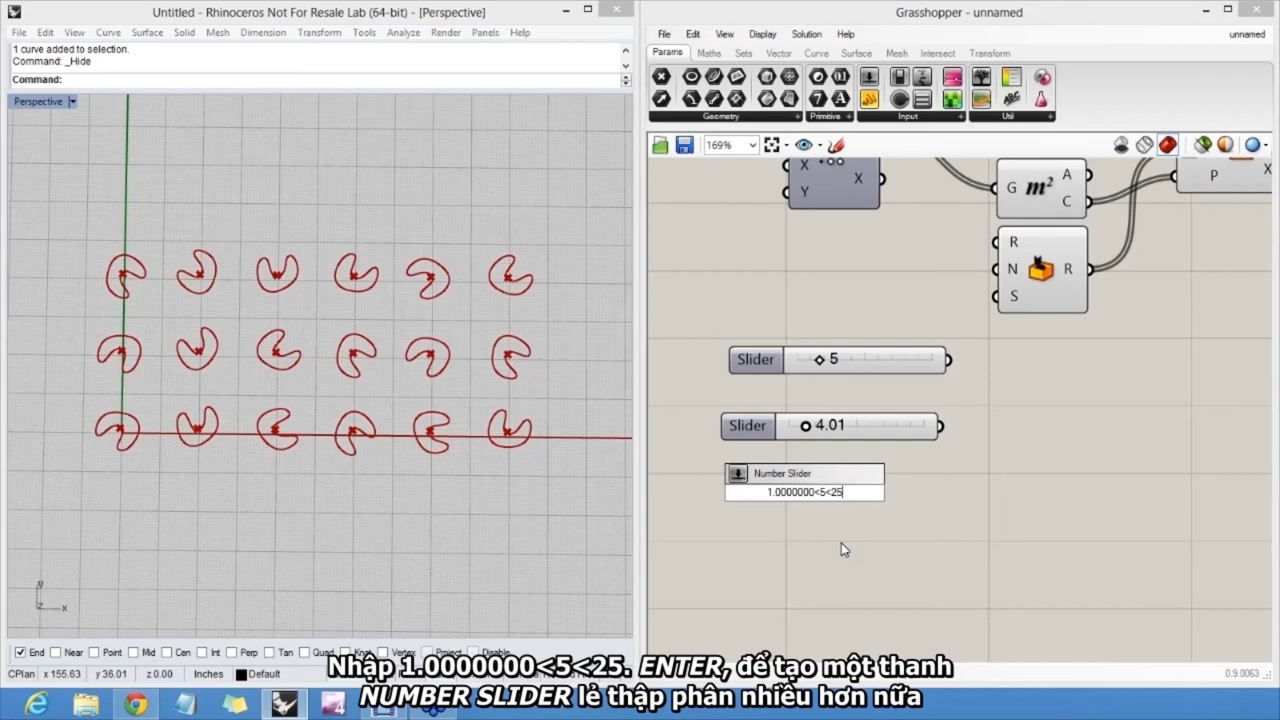 Untitled - Rhinoceros Not For Resale Lab (64-bit) - [Perspective]
File Edit View Curve Surface Solid Mesh Dimension Transform Tools Analyze Render Panels Help
1 curve added to selection.
Command: _Hide
Command:
Perspective
y
z x
End Near Point Mid Cen Int Perp Tan Quad Knot Vertex Project Disable
CPlan x 155.63 y 36.01 z 0.00 Inches Default
Grasshopper - unnamed
File Edit View Display Solution Help unnamed
Params Maths Sets Vector Curve Surface Mesh Intersect Transform
Geometry Primitive Input Util
169%
X Y X
G m² A C
P X
R N S R
Slider 5
Slider 4.01
Number Slider
1.0000000<5<25
0.9.0063
Nhập 1.0000000<5<25. ENTER, để tạo một thanh
NUMBER SLIDER lẻ thập phân nhiều hơn nữa